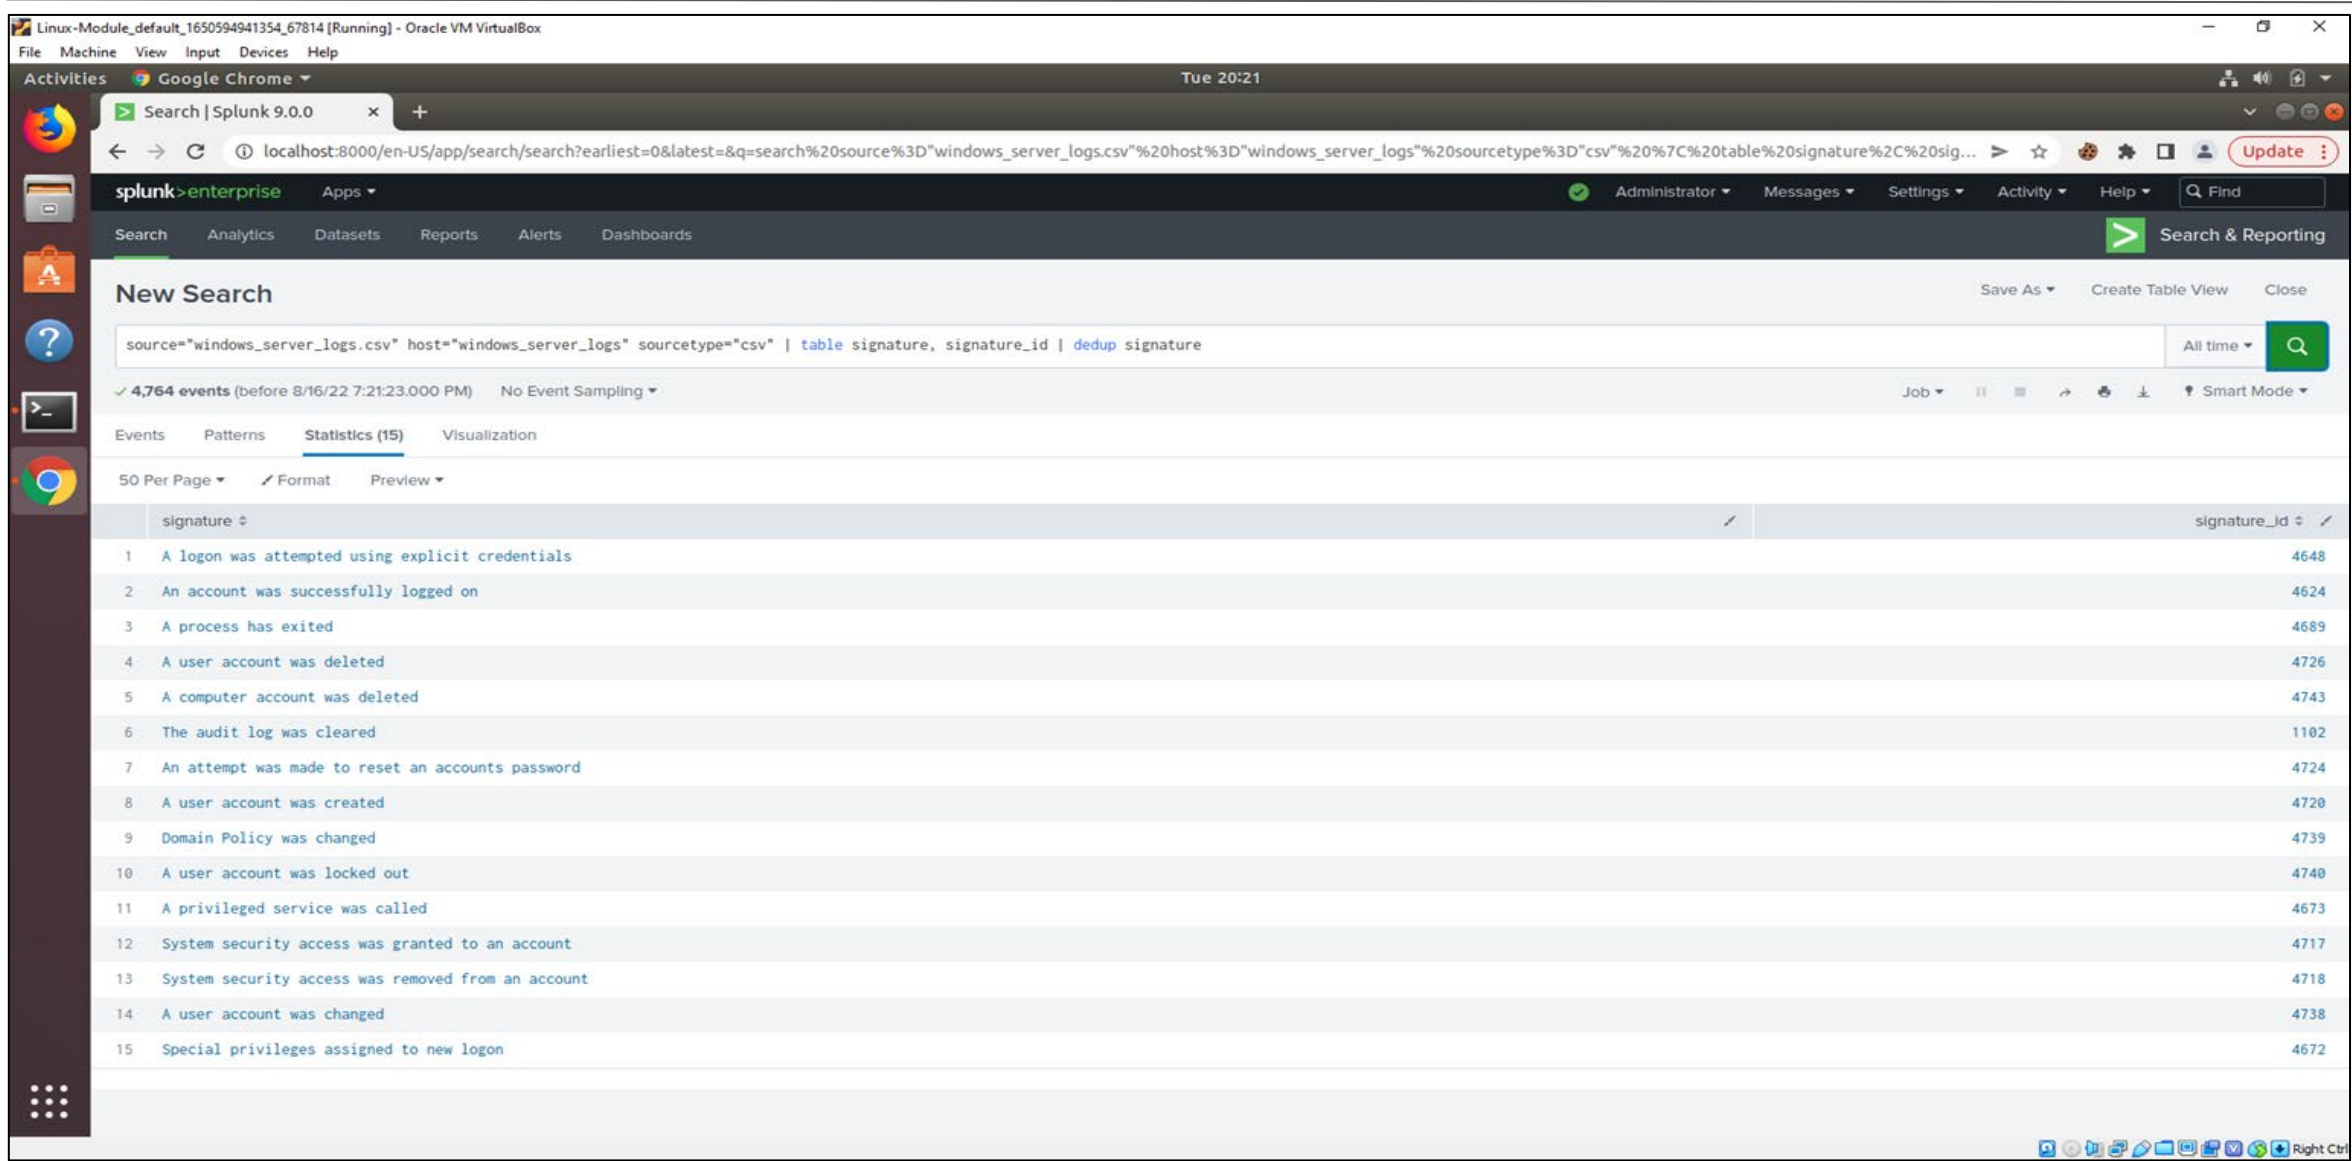 Linux-Module_default_1650594941354_67814 [Running] - Oracle VM VirtualBox
File Machine View Input Devices Help
Activities Google Chrome Tue 20:21
Search | Splunk 9.0.0
localhost:8000/en-US/app/search/search?earliest=0&latest=&q=search%20source%3D"windows_server_logs.csv"%20host%3D"windows_server_logs"%20sourcetype%3D"csv"%20%7C%20table%20signature%2C%20sig... Update
splunk>enterprise Apps Administrator Messages Settings Activity Help Find
Search Analytics Datasets Reports Alerts Dashboards Search & Reporting
New Search Save As Create Table View Close
source="windows_server_logs.csv" host="windows_server_logs" sourcetype="csv" | table signature, signature_id | dedup signature All time
4,764 events (before 8/16/22 7:21:23.000 PM) No Event Sampling Job Smart Mode
Events Patterns Statistics (15) Visualization
50 Per Page Format Preview
signature signature_id
1 A logon was attempted using explicit credentials 4648
2 An account was successfully logged on 4624
3 A process has exited 4689
4 A user account was deleted 4726
5 A computer account was deleted 4743
6 The audit log was cleared 1102
7 An attempt was made to reset an accounts password 4724
8 A user account was created 4720
9 Domain Policy was changed 4739
10 A user account was locked out 4740
11 A privileged service was called 4673
12 System security access was granted to an account 4717
13 System security access was removed from an account 4718
14 A user account was changed 4738
15 Special privileges assigned to new logon 4672
Right Ctrl